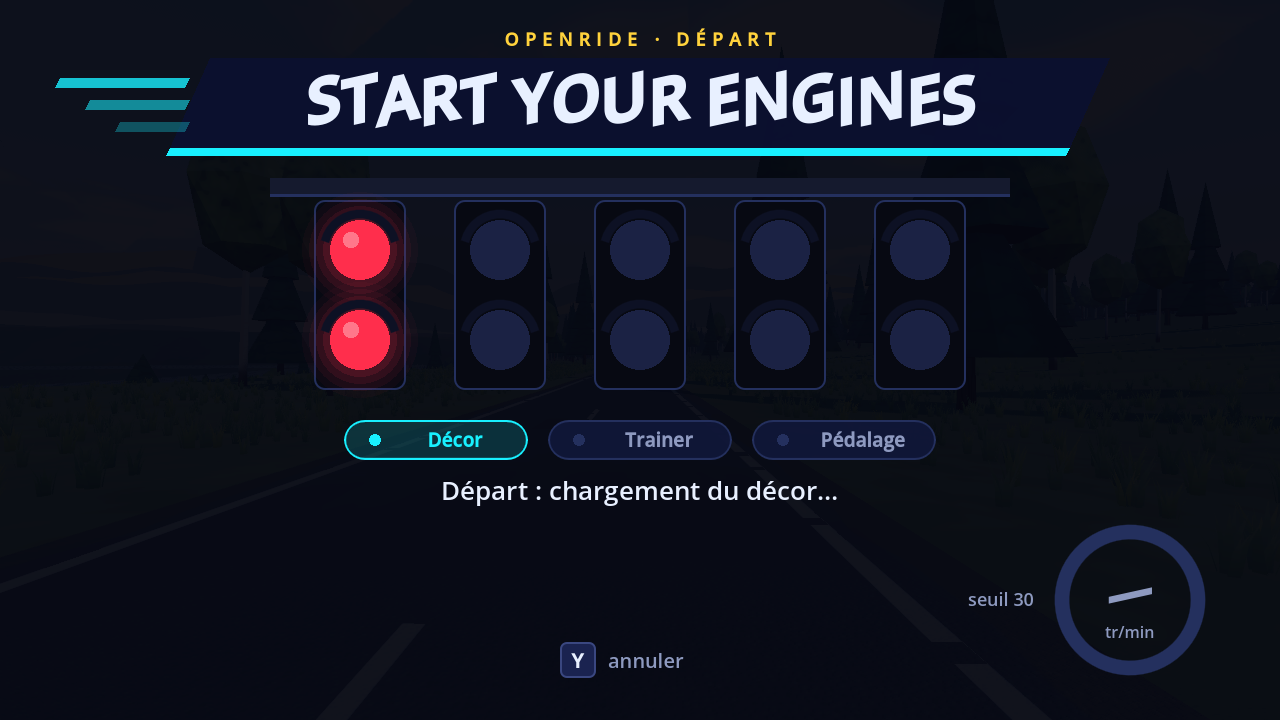 OPENRIDE · DÉPART
START YOUR ENGINES
Décor
Trainer
Pédalage
Départ : chargement du décor...
seuil 30
—
tr/min
Y annuler